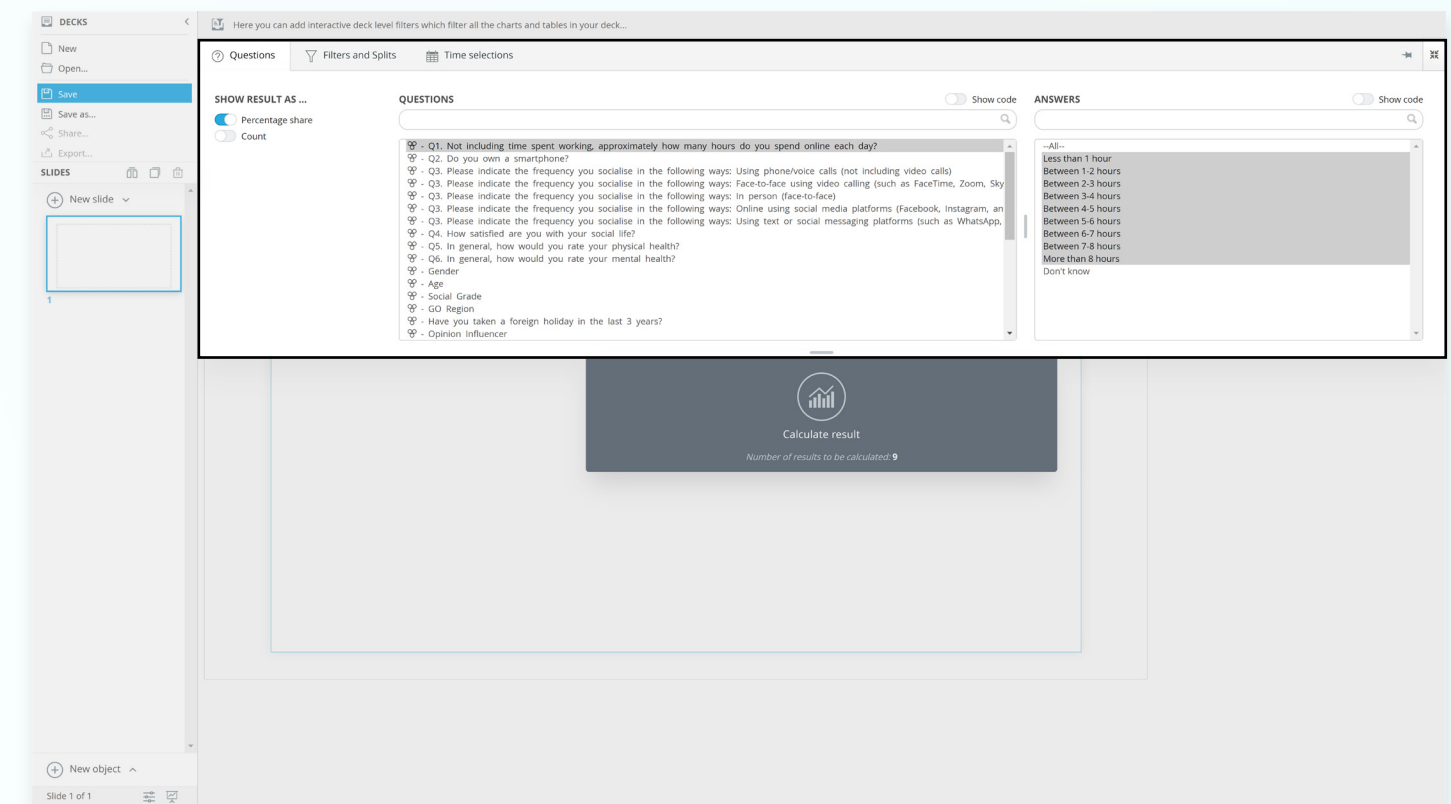 DECKS
New
Open...
Save
Save as...
Share...
Export...
SLIDES
New slide
1
New object
Slide 1 of 1
Here you can add interactive deck level filters which filter all the charts and tables in your deck...
Questions
Filters and Splits
Time selections
SHOW RESULT AS ...
Percentage share
Count
QUESTIONS
Show code
- Q1. Not including time spent working, approximately how many hours do you spend online each day?
- Q2. Do you own a smartphone?
- Q3. Please indicate the frequency you socialise in the following ways: Using phone/voice calls (not including video calls)
- Q3. Please indicate the frequency you socialise in the following ways: Face-to-face using video calling (such as FaceTime, Zoom, Sky
- Q3. Please indicate the frequency you socialise in the following ways: In person (face-to-face)
- Q3. Please indicate the frequency you socialise in the following ways: Online using social media platforms (Facebook, Instagram, an
- Q3. Please indicate the frequency you socialise in the following ways: Using text or social messaging platforms (such as WhatsApp,
- Q4. How satisfied are you with your social life?
- Q5. In general, how would you rate your physical health?
- Q6. In general, how would you rate your mental health?
- Gender
- Age
- Social Grade
- GO Region
- Have you taken a foreign holiday in the last 3 years?
- Opinion Influencer
ANSWERS
Show code
--All--
Less than 1 hour
Between 1-2 hours
Between 2-3 hours
Between 3-4 hours
Between 4-5 hours
Between 5-6 hours
Between 6-7 hours
Between 7-8 hours
More than 8 hours
Don't know
Calculate result
Number of results to be calculated: 9